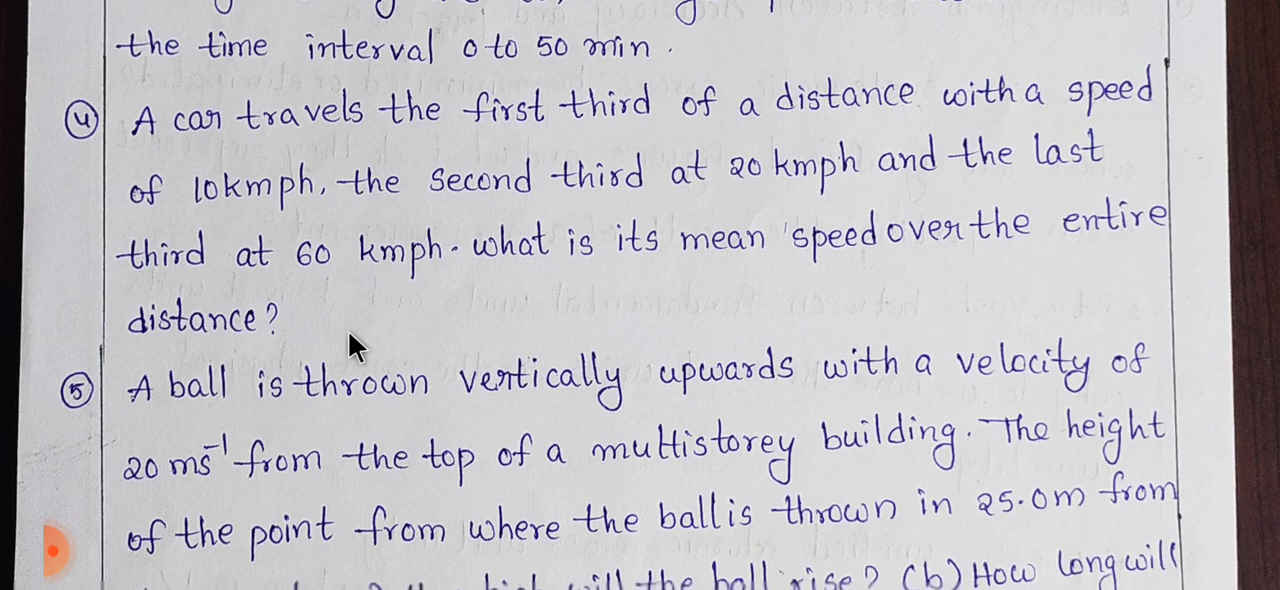 the time interval 0 to 50 min.
④ A car travels the first third of a distance with a speed
of 10kmph, the second third at 20 kmph and the last
third at 60 kmph. what is its mean speed over the entire
distance?
⑤ A ball is thrown vertically upwards with a velocity of
20 ms⁻¹ from the top of a multistorey building. The height
of the point from where the ball is thrown in 25.0m from
will the ball rise? (b) How long will